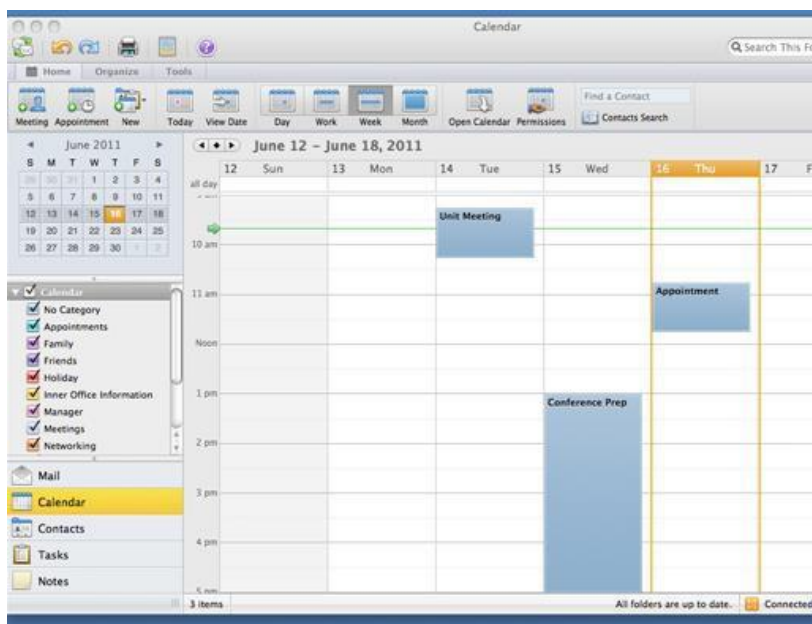 Calendar
Search This Fo
Home Organize Tools
Meeting Appointment New Today View Date Day Work Week Month Open Calendar Permissions
Find a Contact
Contacts Search
June 2011
June 12 – June 18, 2011
S M T W T F S
29 30 31 1 2 3 4
5 6 7 8 9 10 11
12 13 14 15 16 17 18
19 20 21 22 23 24 25
26 27 28 29 30 1 2
12 Sun 13 Mon 14 Tue 15 Wed 16 Thu 17 F
all day
Unit Meeting
10 am
11 am
Appointment
Noon
1 pm
Conference Prep
2 pm
3 pm
4 pm
5 pm
Calendar
No Category
Appointments
Family
Friends
Holiday
Inner Office Information
Manager
Meetings
Networking
Mail
Calendar
Contacts
Tasks
Notes
3 items
All folders are up to date.
Connected